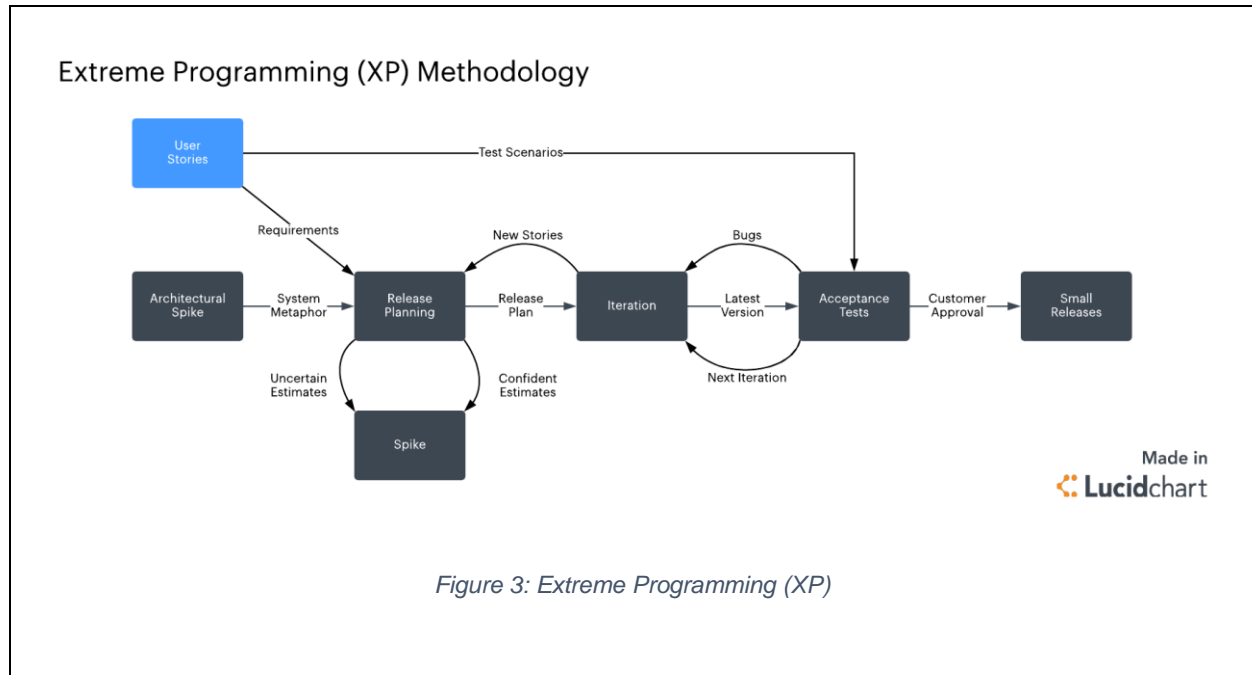 Extreme Programming (XP) Methodology
User
Stories
Test Scenarios
Requirements
New Stories
Bugs
Architectural
Spike
System
Metaphor
Release
Planning
Release
Plan
Iteration
Latest
Version
Acceptance
Tests
Customer
Approval
Small
Releases
Uncertain
Estimates
Confident
Estimates
Next Iteration
Spike
Made in
Lucidchart
Figure 3: Extreme Programming (XP)